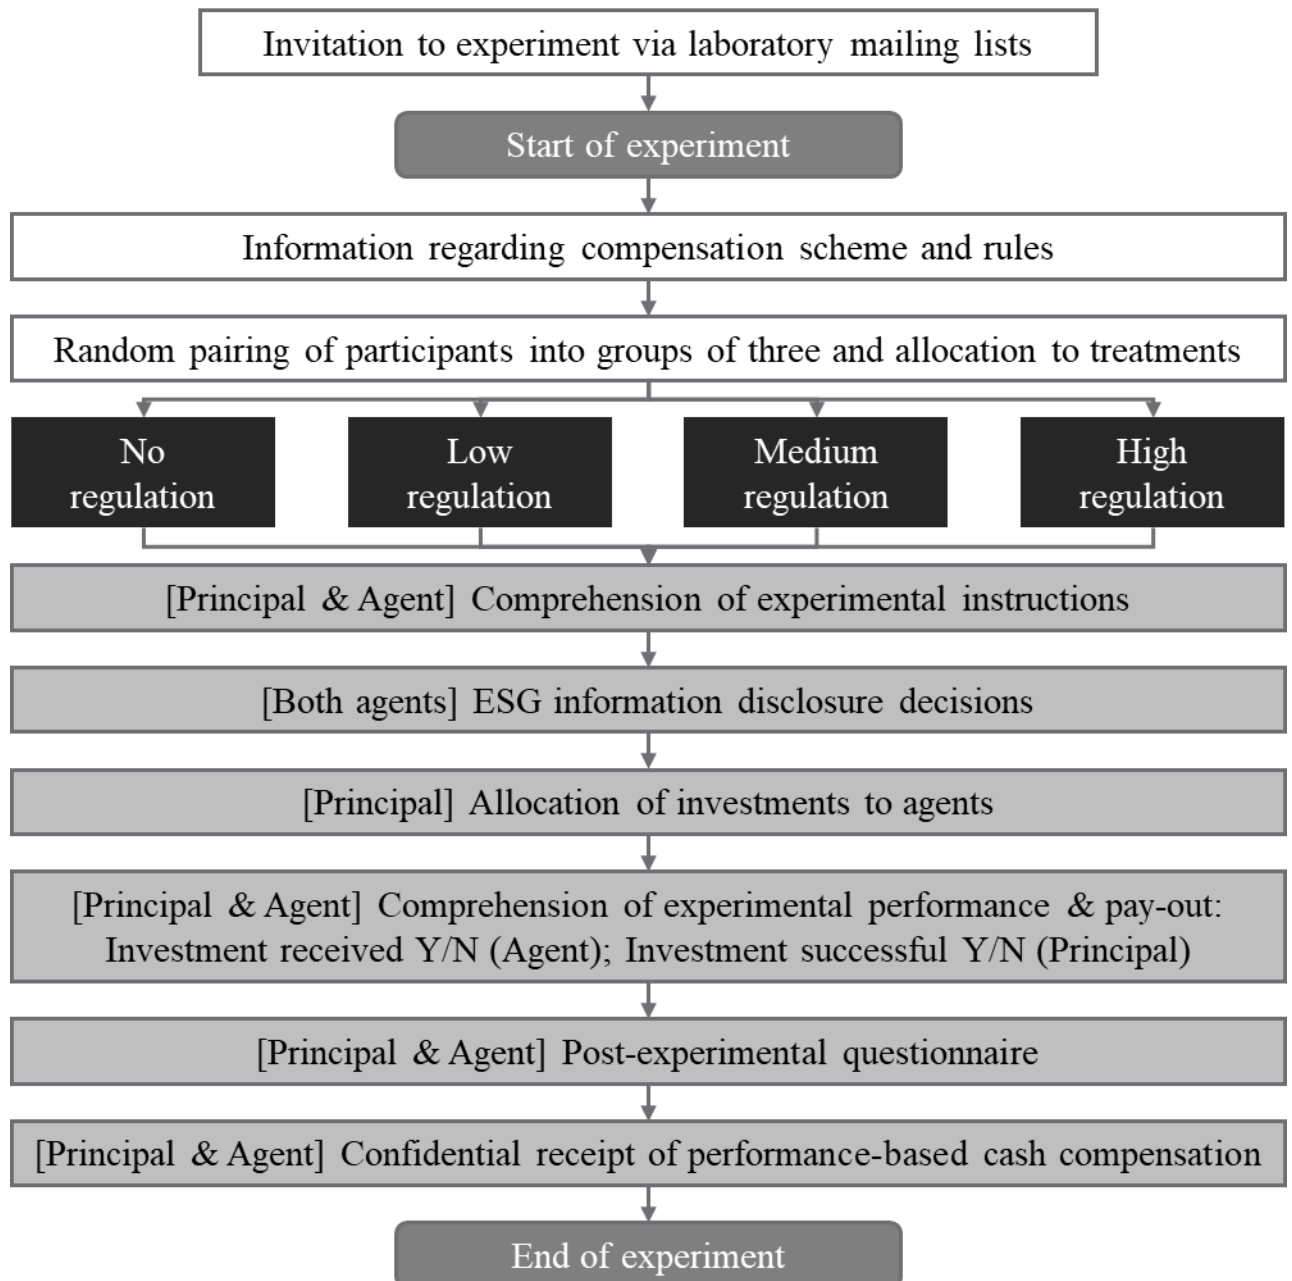 Invitation to experiment via laboratory mailing lists
Start of experiment
Information regarding compensation scheme and rules
Random pairing of participants into groups of three and allocation to treatments
No
regulation
Low
regulation
Medium
regulation
High
regulation
[Principal & Agent] Comprehension of experimental instructions
[Both agents] ESG information disclosure decisions
[Principal] Allocation of investments to agents
[Principal & Agent] Comprehension of experimental performance & pay-out:
Investment received Y/N (Agent); Investment successful Y/N (Principal)
[Principal & Agent] Post-experimental questionnaire
[Principal & Agent] Confidential receipt of performance-based cash compensation
End of experiment